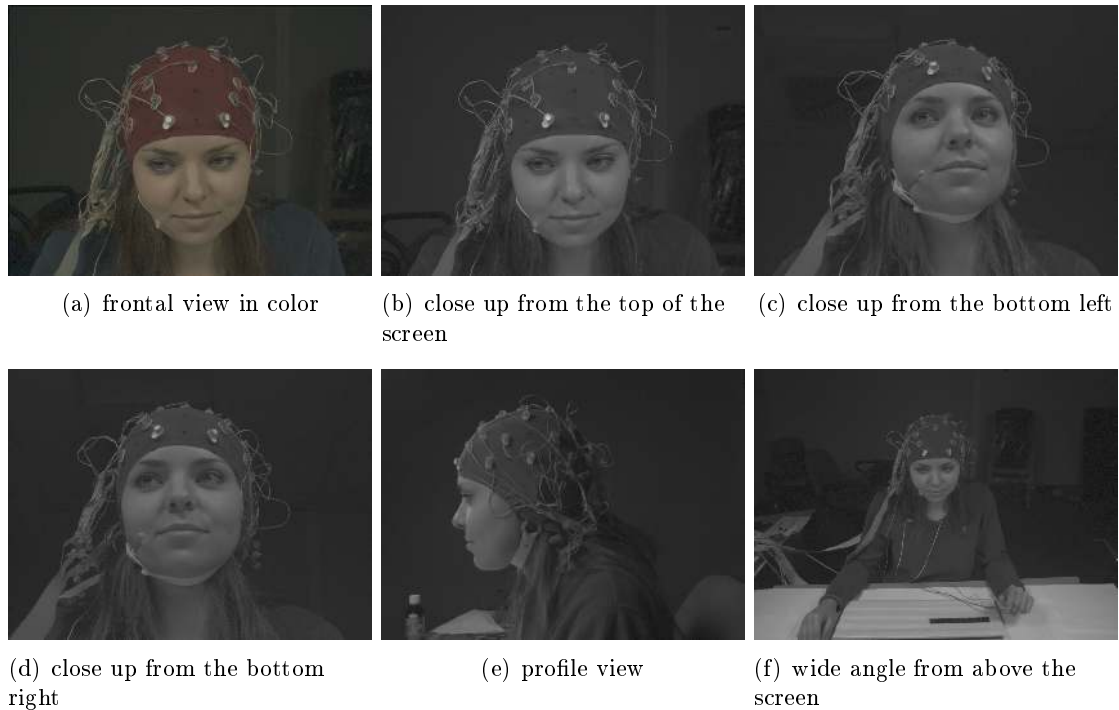 (a) frontal view in color
(b) close up from the top of the
screen
(c) close up from the bottom left
(d) close up from the bottom
right
(e) profile view
(f) wide angle from above the
screen